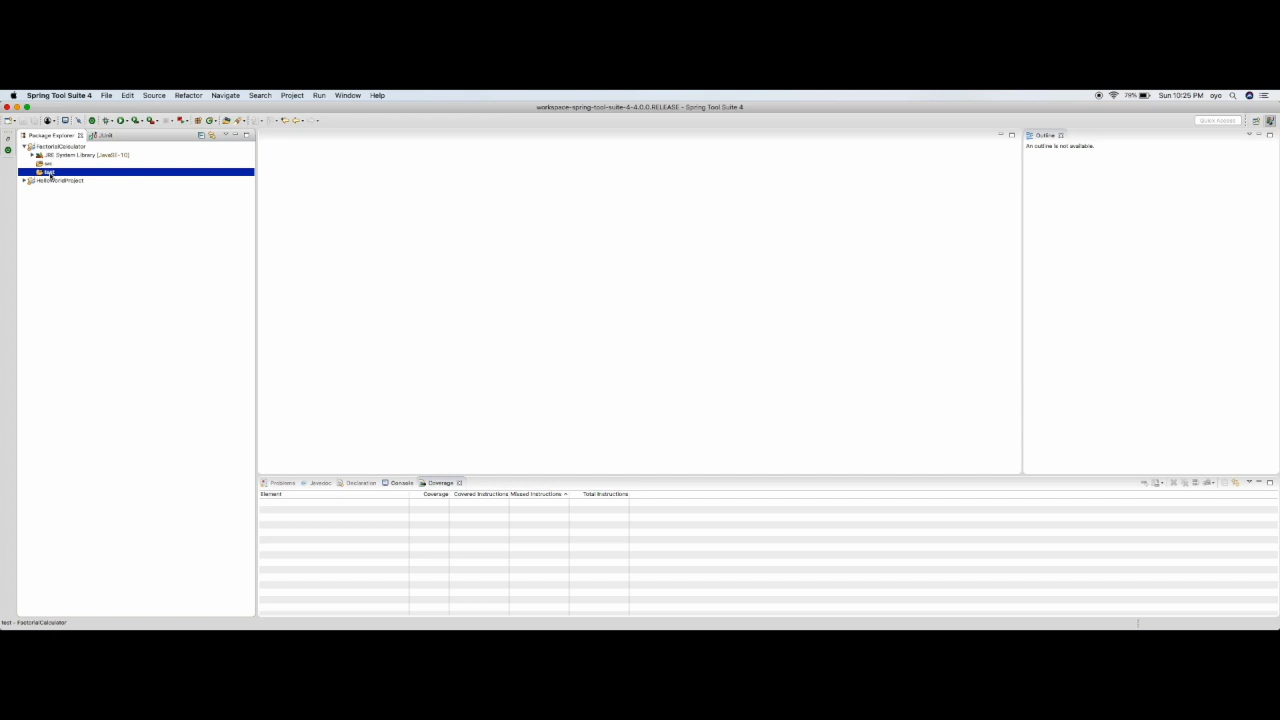 Spring Tool Suite 4 File Edit Source Refactor Navigate Search Project Run Window Help 79% Sun 10:25 PM oyo
workspace-spring-tool-suite-4-4.0.0.RELEASE - Spring Tool Suite 4
Quick Access
Package Explorer JUnit
Outline
FactorialCalculator
An outline is not available.
JRE System Library [JavaSE-10]
src
test
HelloWorldProject
Problems Javadoc Declaration Console Coverage
Element Coverage Covered Instructions Missed Instructions Total Instructions
test - FactorialCalculator